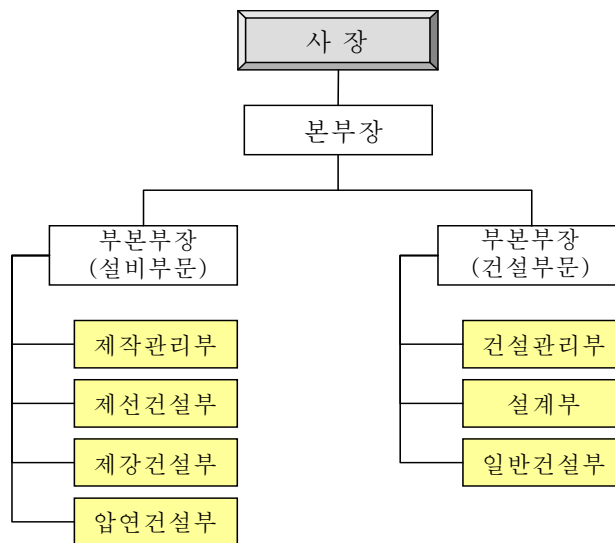 사 장
본부장
부본부장
(설비부문)
제작관리부
제선건설부
제강건설부
압연건설부
부본부장
(건설부문)
건설관리부
설계부
일반건설부